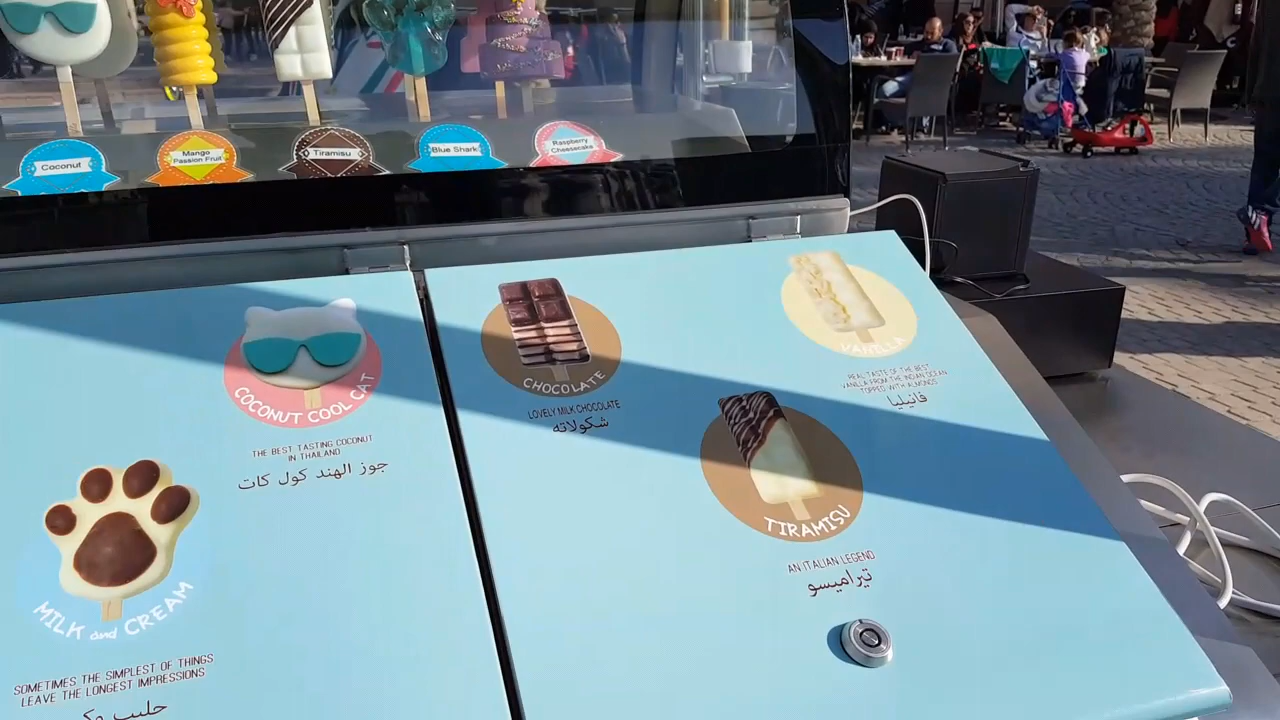 Coconut
Mango
Passion Fruit
Tiramisu
Blue Shark
Raspberry
Cheesecake
COCONUT COOL CAT
THE BEST TASTING COCONUT
IN THAILAND
جوز الهند كول كات
MILK and CREAM
SOMETIMES THE SIMPLEST OF THINGS
LEAVE THE LONGEST IMPRESSIONS
CHOCOLATE
LOVELY MILK CHOCOLATE
شكولاته
VANILLA
REAL TASTE OF THE BEST
VANILLA FROM THE INDIAN OCEAN
TOPPED WITH ALMONDS
فانيليا
TIRAMISU
AN ITALIAN LEGEND
تيراميسو